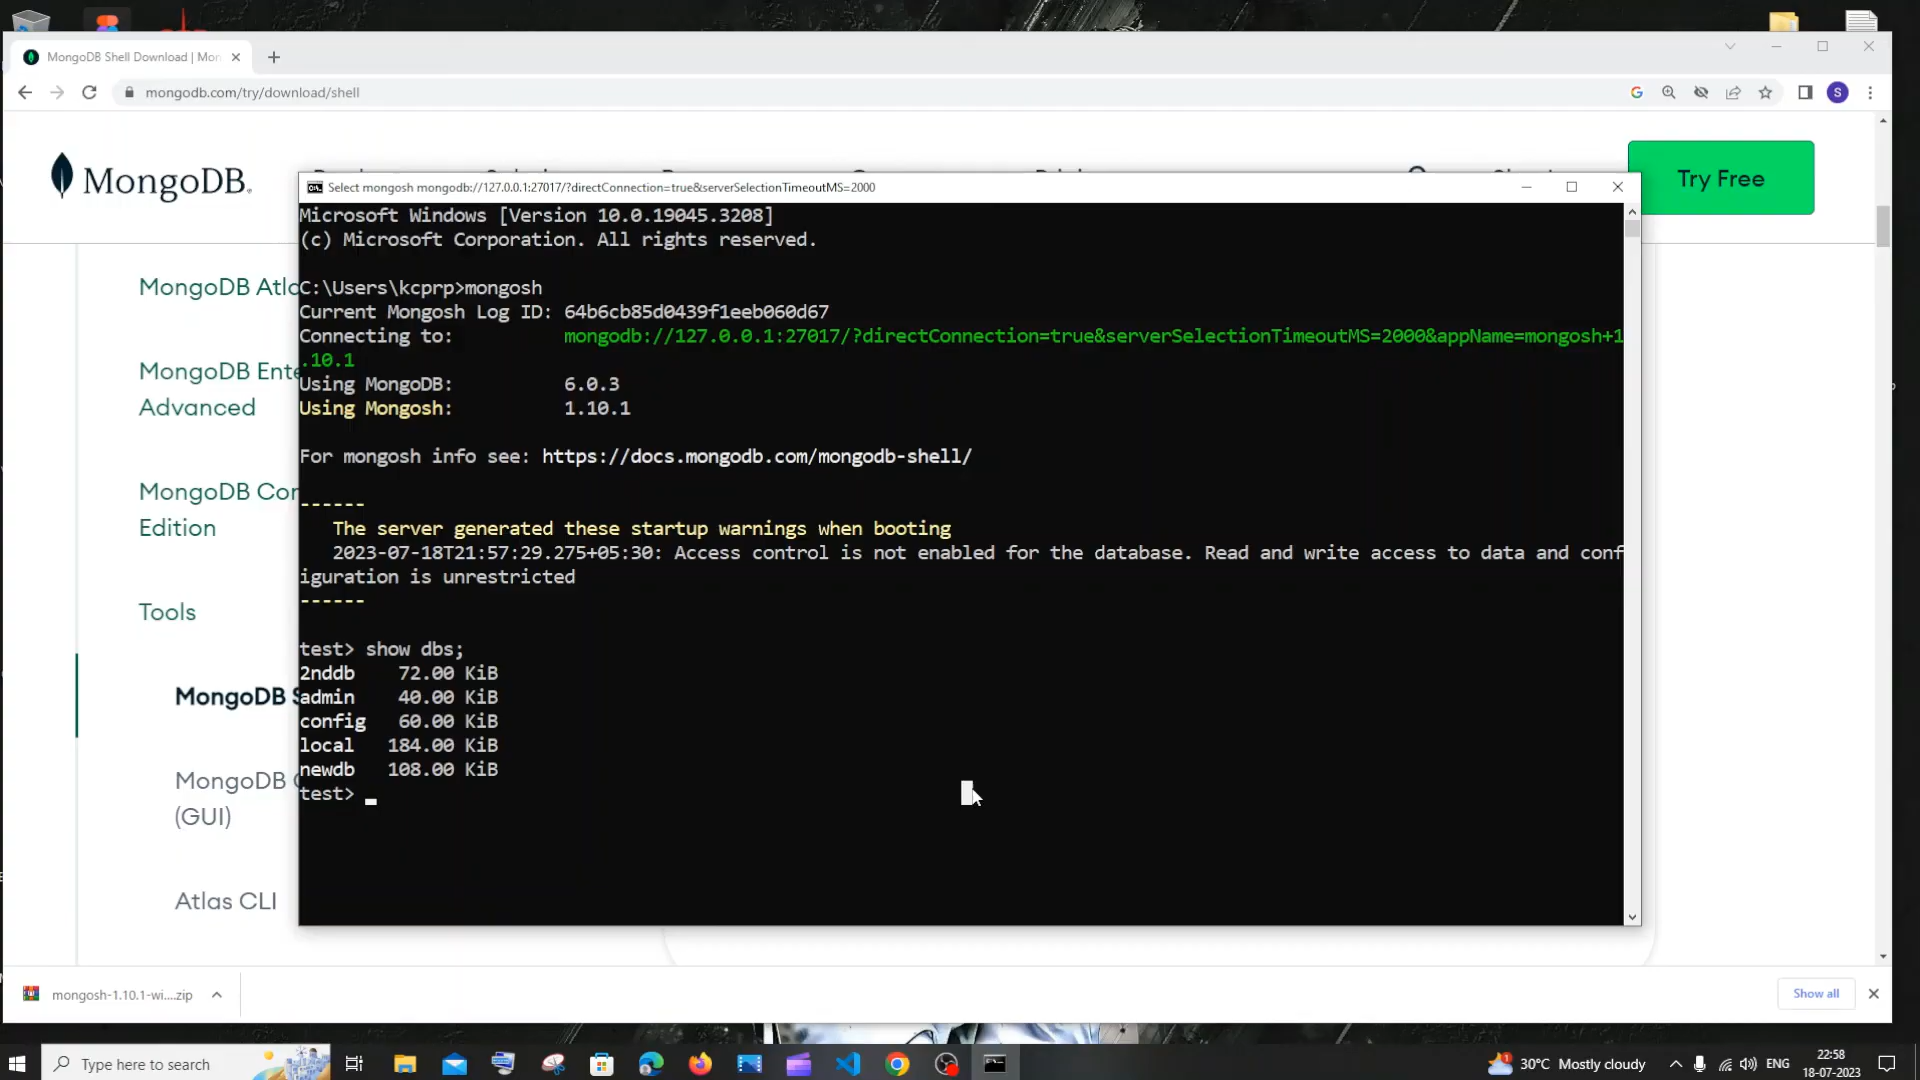 MongoDB Shell Download | Mon
mongodb.com/try/download/shell
S
MongoDB.
Try Free
Select mongosh mongodb://127.0.0.1:27017/?directConnection=true&serverSelectionTimeoutMS=2000
Microsoft Windows [Version 10.0.19045.3208]
(c) Microsoft Corporation. All rights reserved.
C:\Users\kcprp>mongosh
Current Mongosh Log ID: 64b6cb85d0439f1eeb060d67
Connecting to: mongodb://127.0.0.1:27017/?directConnection=true&serverSelectionTimeoutMS=2000&appName=mongosh+1
.10.1
Using MongoDB: 6.0.3
Using Mongosh: 1.10.1
For mongosh info see: https://docs.mongodb.com/mongodb-shell/
------
The server generated these startup warnings when booting
2023-07-18T21:57:29.275+05:30: Access control is not enabled for the database. Read and write access to data and conf
iguration is unrestricted
------
test> show dbs;
2nddb 72.00 KiB
admin 40.00 KiB
config 60.00 KiB
local 184.00 KiB
newdb 108.00 KiB
test>
MongoDB Atla
MongoDB Ente
Advanced
MongoDB Com
Edition
Tools
MongoDB S
MongoDB C
(GUI)
Atlas CLI
mongosh-1.10.1-wi....zip
Show all
Type here to search
30°C Mostly cloudy
ENG
22:58
18-07-2023